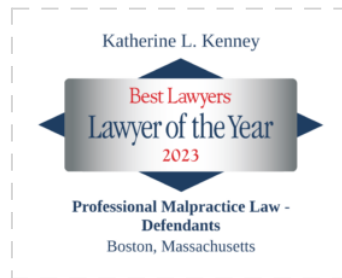 Katherine L. Kenney
Best Lawyers
Lawyer of the Year
2023
Professional Malpractice Law -
Defendants
Boston, Massachusetts